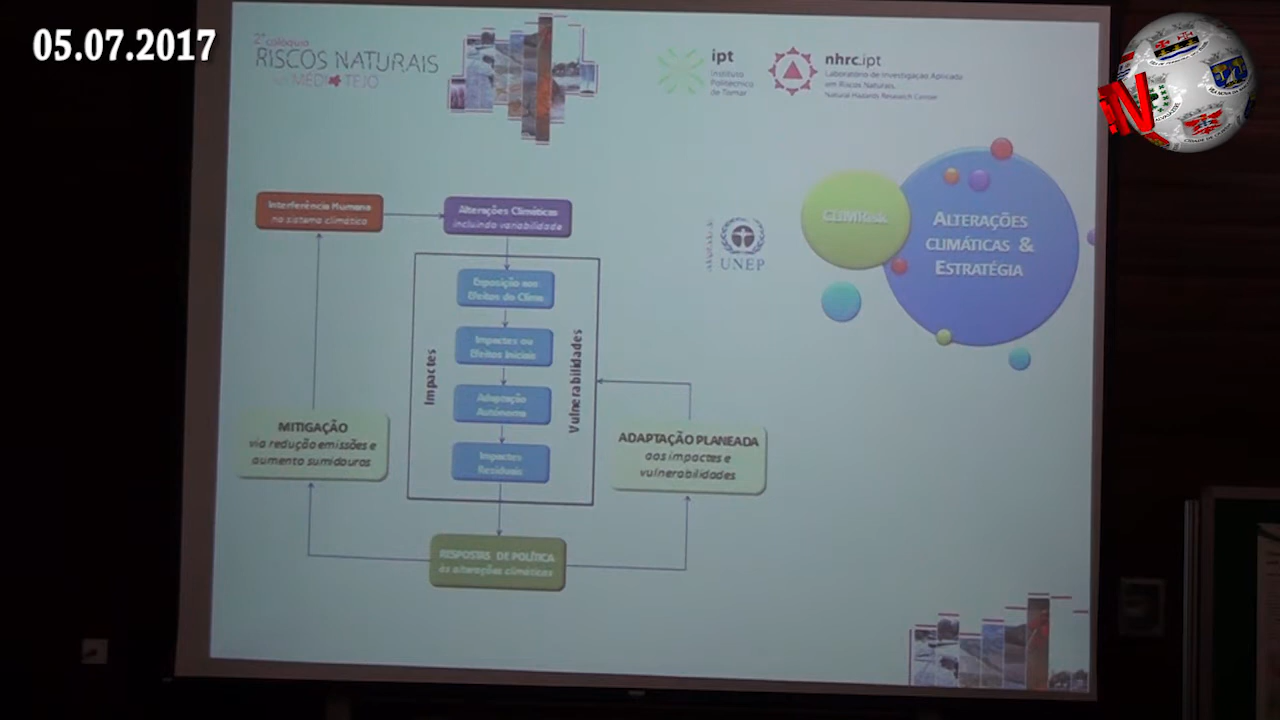 05.07.2017
2º colóquio
RISCOS NATURAIS
MÉDIO TEJO
ipt
Instituto
Politécnico
de Tomar
nhrc.ipt
Laboratório de Investigação Aplicada
em Riscos Naturais
Natural Hazards Research Center
CLIMRisk
ALTERAÇÕES
CLIMÁTICAS &
ESTRATÉGIA
UNEP
Interferência Humana
no sistema climático
Alterações Climáticas
incluindo variabilidade
Exposição aos
Efeitos do Clima
Impactes ou
Efeitos Iniciais
Adaptação
Autónoma
Impactes
Residuais
Impactes
Vulnerabilidades
MITIGAÇÃO
via redução emissões e
aumento sumidouros
ADAPTAÇÃO PLANEADA
aos impactes e
vulnerabilidades
RESPOSTAS DE POLÍTICA
às alterações climáticas